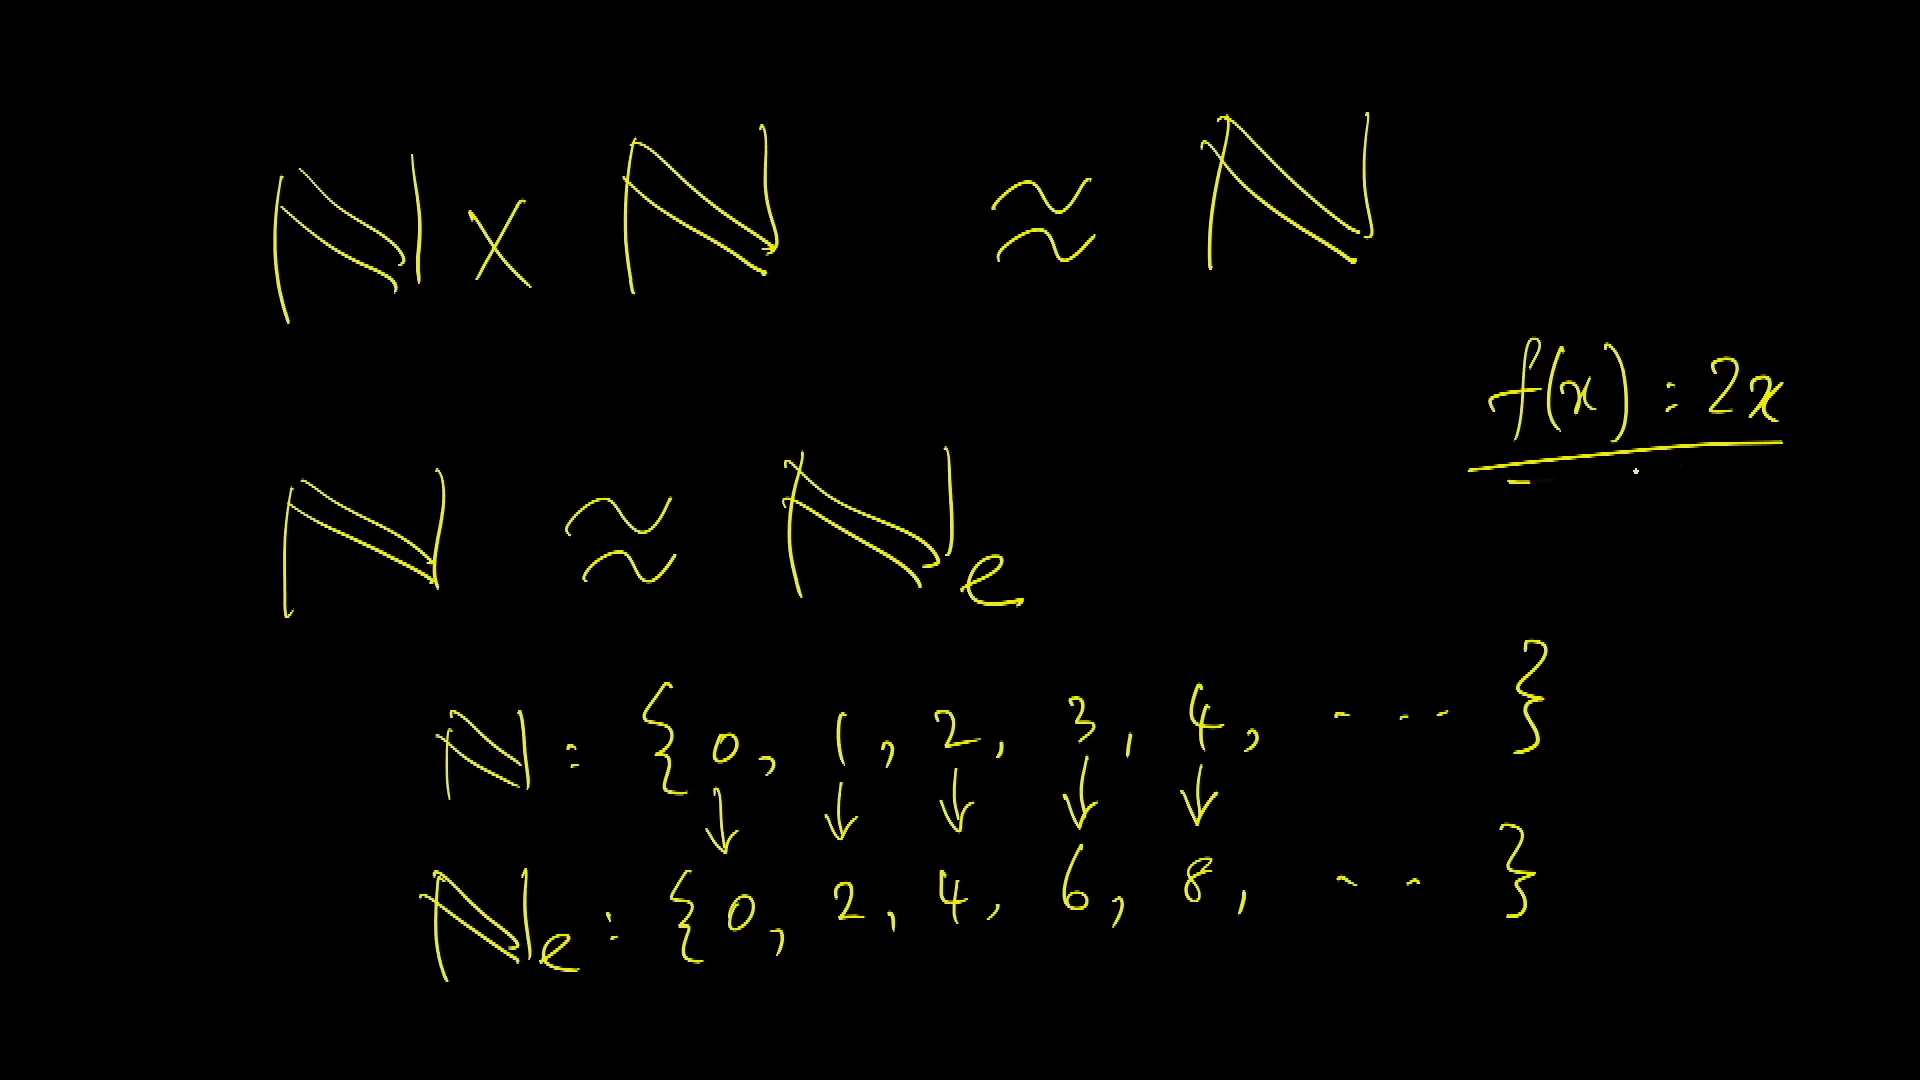 ℕ × ℕ ≈ ℕ
f(x) = 2x
ℕ ≈ ℕₑ
ℕ = {0, 1, 2, 3, 4, ... }
↓ ↓ ↓ ↓ ↓
ℕₑ = {0, 2, 4, 6, 8, .. }